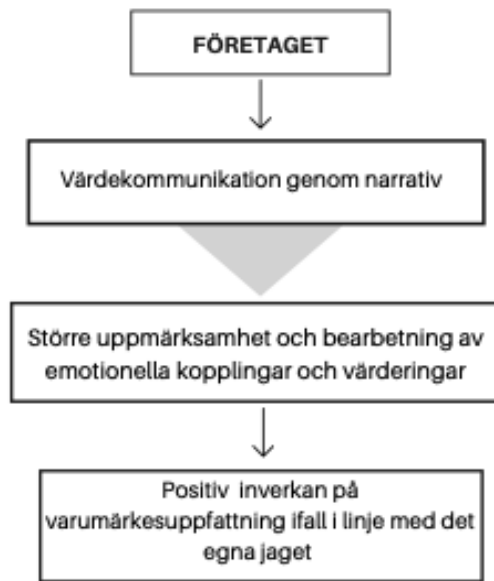 FÖRETAGET
Värdekommunikation genom narrativ
Större uppmärksamhet och bearbetning av
emotionella kopplingar och värderingar
Positiv inverkan på
varumärkesuppfattning ifall i linje med det
egna jaget